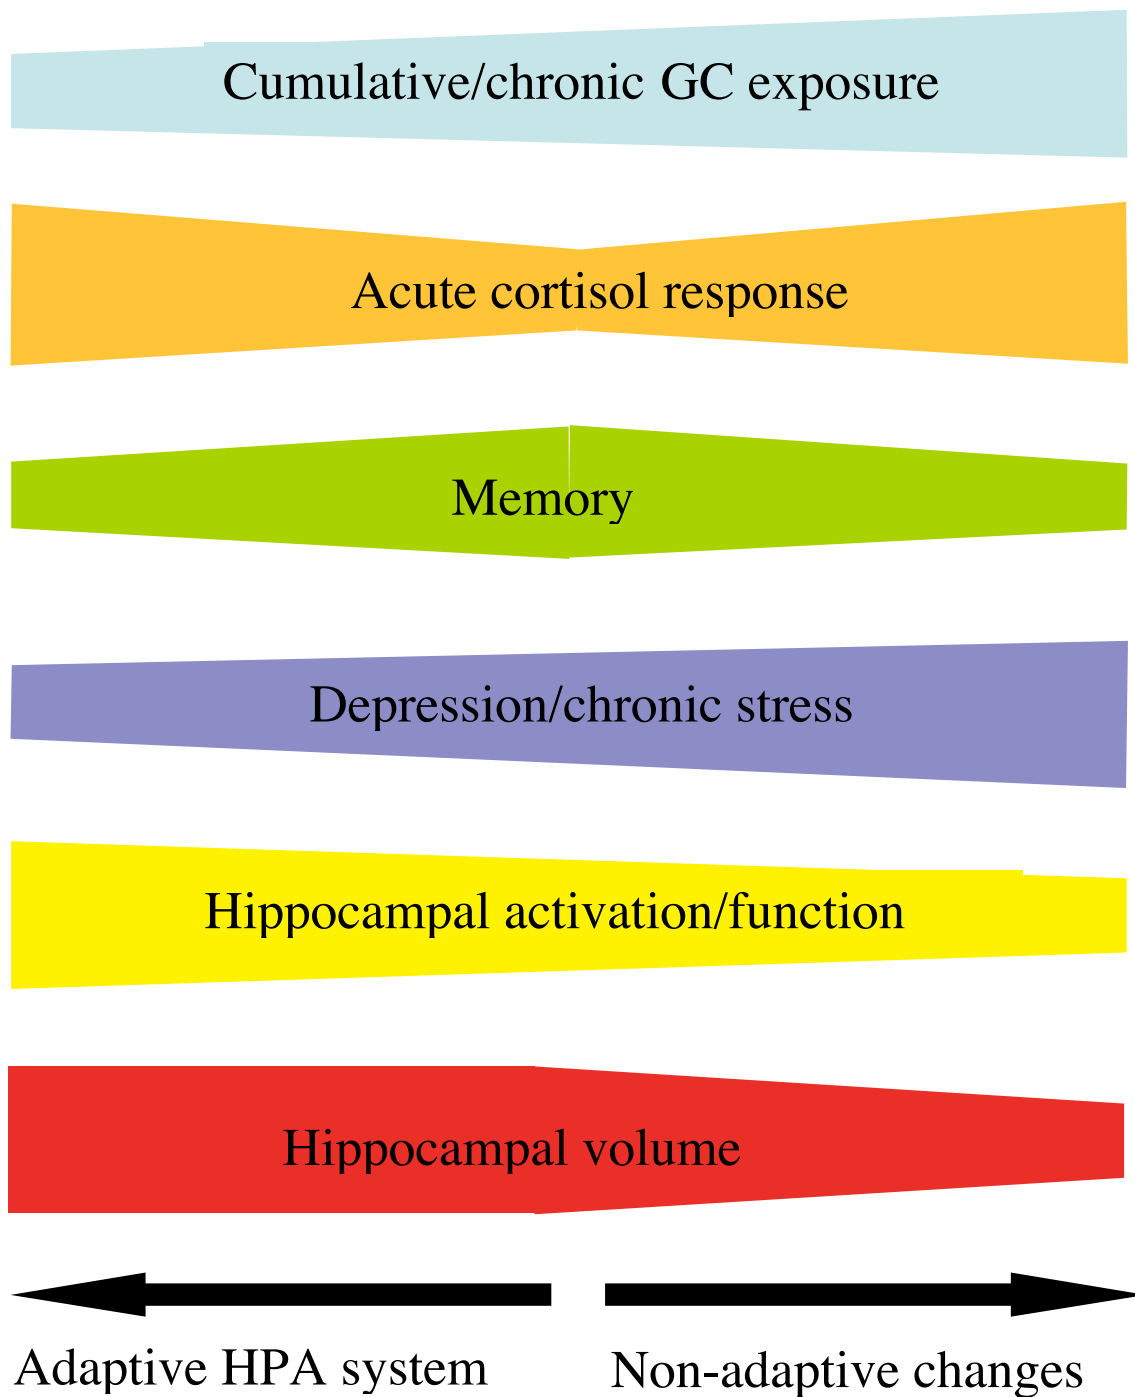 Cumulative/chronic GC exposure
Acute cortisol response
Memory
Depression/chronic stress
Hippocampal activation/function
Hippocampal volume
Adaptive HPA system
Non-adaptive changes